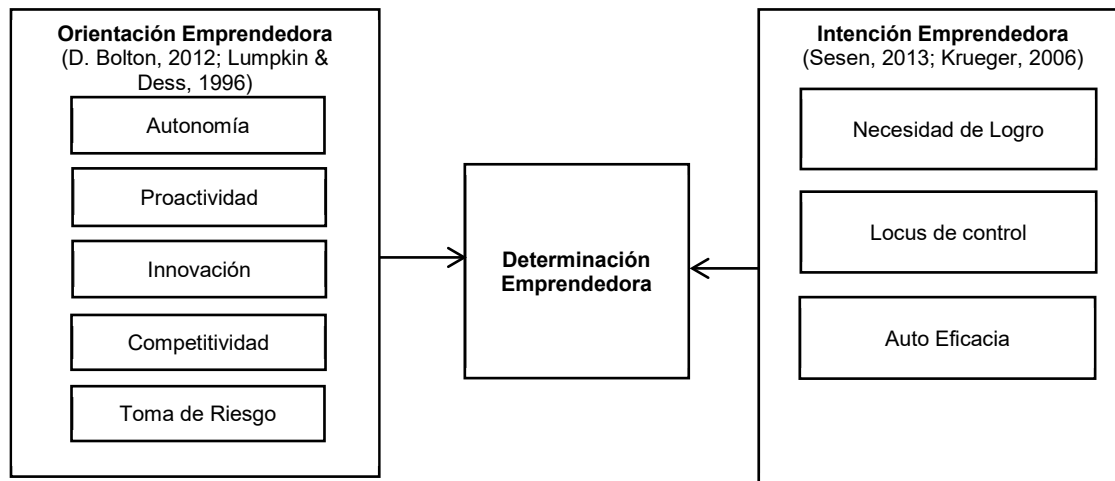 Orientación Emprendedora
(D. Bolton, 2012; Lumpkin &
Dess, 1996)
Autonomía
Proactividad
Innovación
Competitividad
Toma de Riesgo
Determinación
Emprendedora
Intención Emprendedora
(Sesen, 2013; Krueger, 2006)
Necesidad de Logro
Locus de control
Auto Eficacia